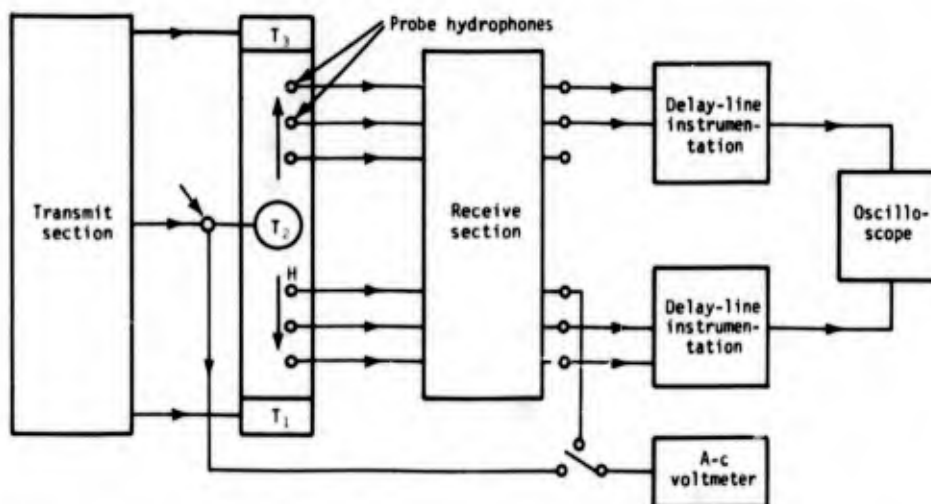 T3
Probe hydrophones
Delay-line
instrumen-
tation
Transmit
section
T2
Receive
section
Oscillo-
scope
H
Delay-line
instrumen-
tation
T1
A-c
voltmeter